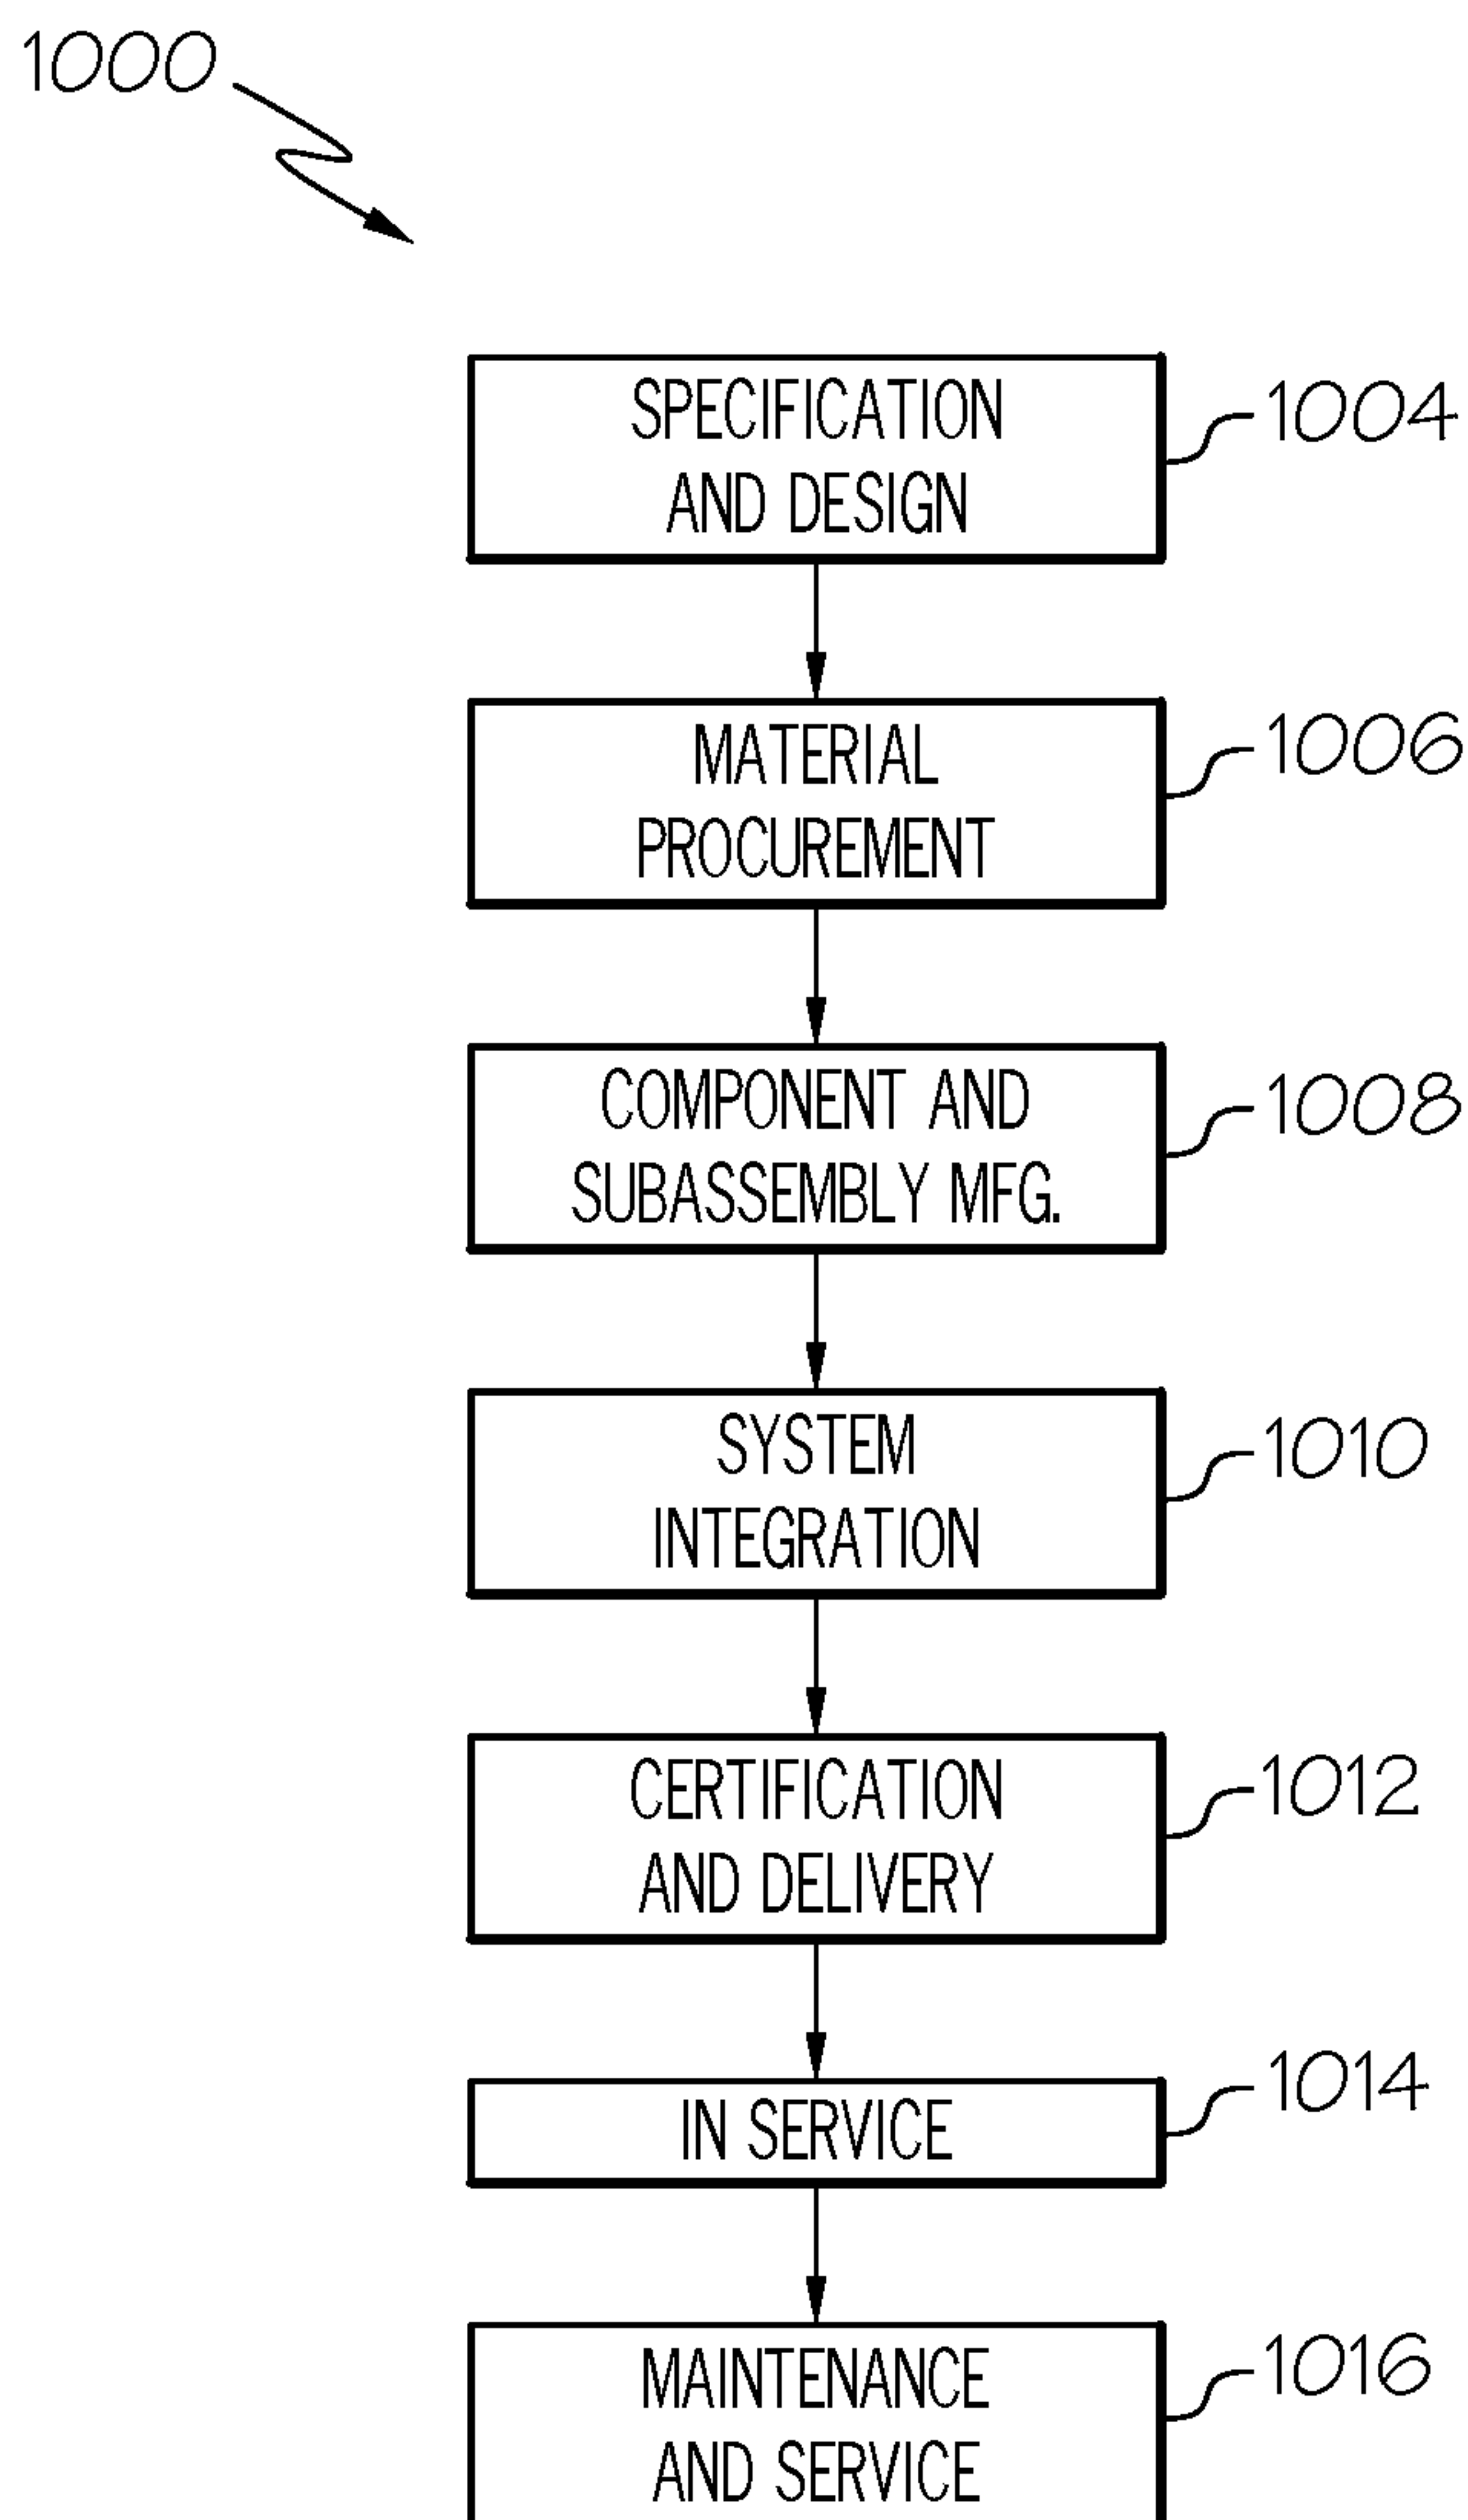 1000
SPECIFICATION
AND DESIGN
1004
MATERIAL
PROCUREMENT
1006
COMPONENT AND
SUBASSEMBLY MFG.
1008
SYSTEM
INTEGRATION
1010
CERTIFICATION
AND DELIVERY
1012
IN SERVICE
1014
MAINTENANCE
AND SERVICE
1016